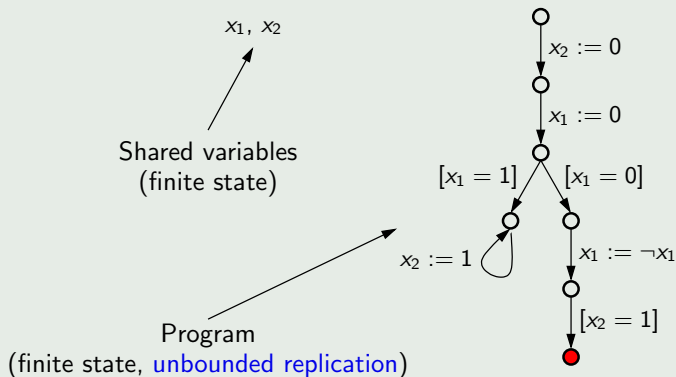 x₁, x₂
x₂ := 0
x₁ := 0
Shared variables
(finite state)
[x₁ = 1]
[x₁ = 0]
x₂ := 1
x₁ := ¬x₁
[x₂ = 1]
Program
(finite state, unbounded replication)